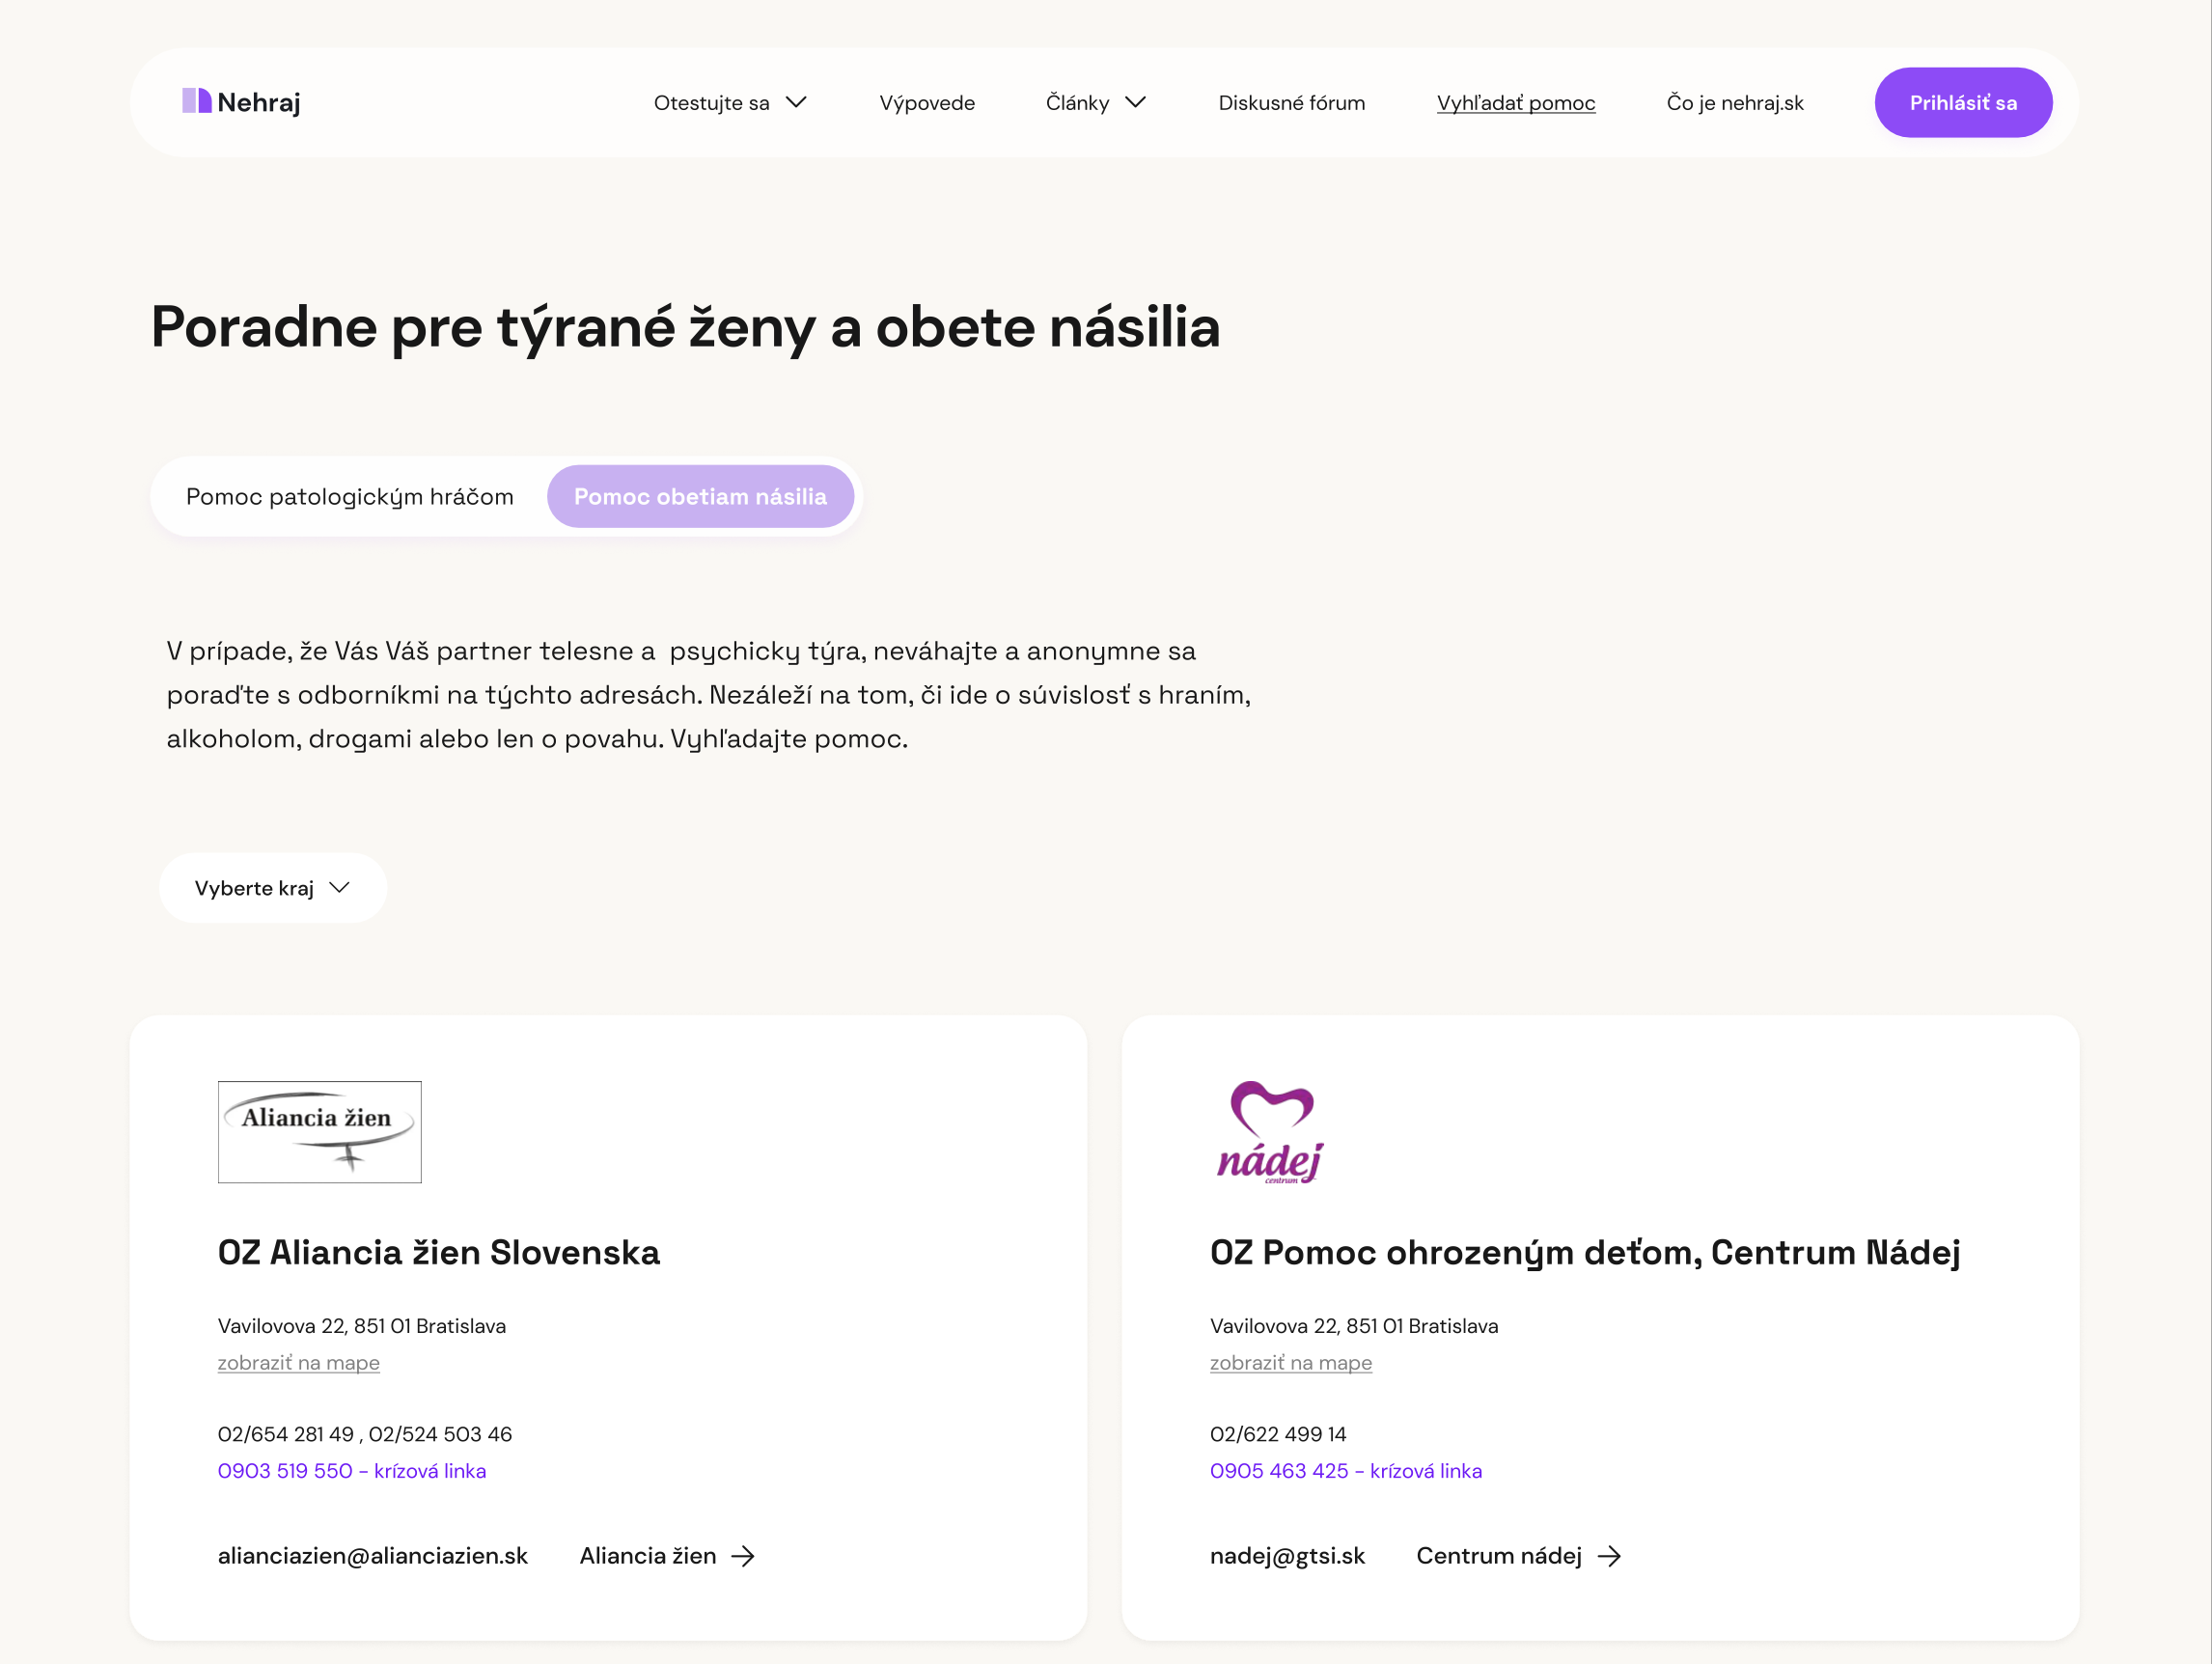 Nehraj
Otestujte sa
Výpovede
Články
Diskusné fórum
Vyhľadať pomoc
Čo je nehraj.sk
Prihlásiť sa
Poradne pre týrané ženy a obete násilia
Pomoc patologickým hráčom
Pomoc obetiam násilia
V prípade, že Vás Váš partner telesne a  psychicky týra, neváhajte a anonymne sa
poraďte s odborníkmi na týchto adresách. Nezáleží na tom, či ide o súvislosť s hraním,
alkoholom, drogami alebo len o povahu. Vyhľadajte pomoc.
Vyberte kraj
Aliancia žien
OZ Aliancia žien Slovenska
Vavilovova 22, 851 01 Bratislava
zobraziť na mape
02/654 281 49 , 02/524 503 46
0903 519 550 – krízová linka
alianciazien@alianciazien.sk
Aliancia žien
nádej
centrum
OZ Pomoc ohrozeným deťom, Centrum Nádej
Vavilovova 22, 851 01 Bratislava
zobraziť na mape
02/622 499 14
0905 463 425 – krízová linka
nadej@gtsi.sk
Centrum nádej